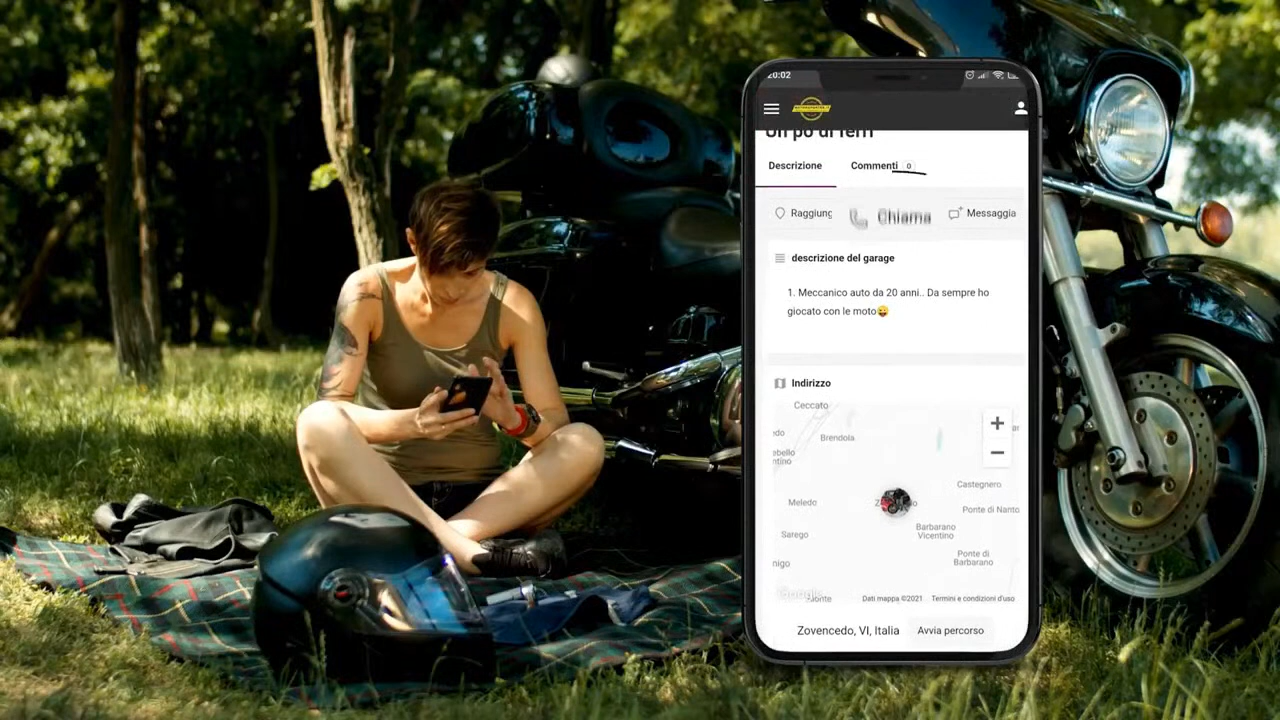 20:02
Un po di ferri
Descrizione
Commenti 0
Raggiung
Chiama
Messaggia
descrizione del garage
1. Meccanico auto da 20 anni.. Da sempre ho
giocato con le moto😜
Indirizzo
Ceccato
Brendola
Meledo
Castegnero
Ponte di Nanto
Sarego
Barbarano
Vicentino
Ponte di
Barbarano
Google
Dati mappa ©2021
Termini e condizioni d'uso
Zovencedo, VI, Italia
Avvia percorso